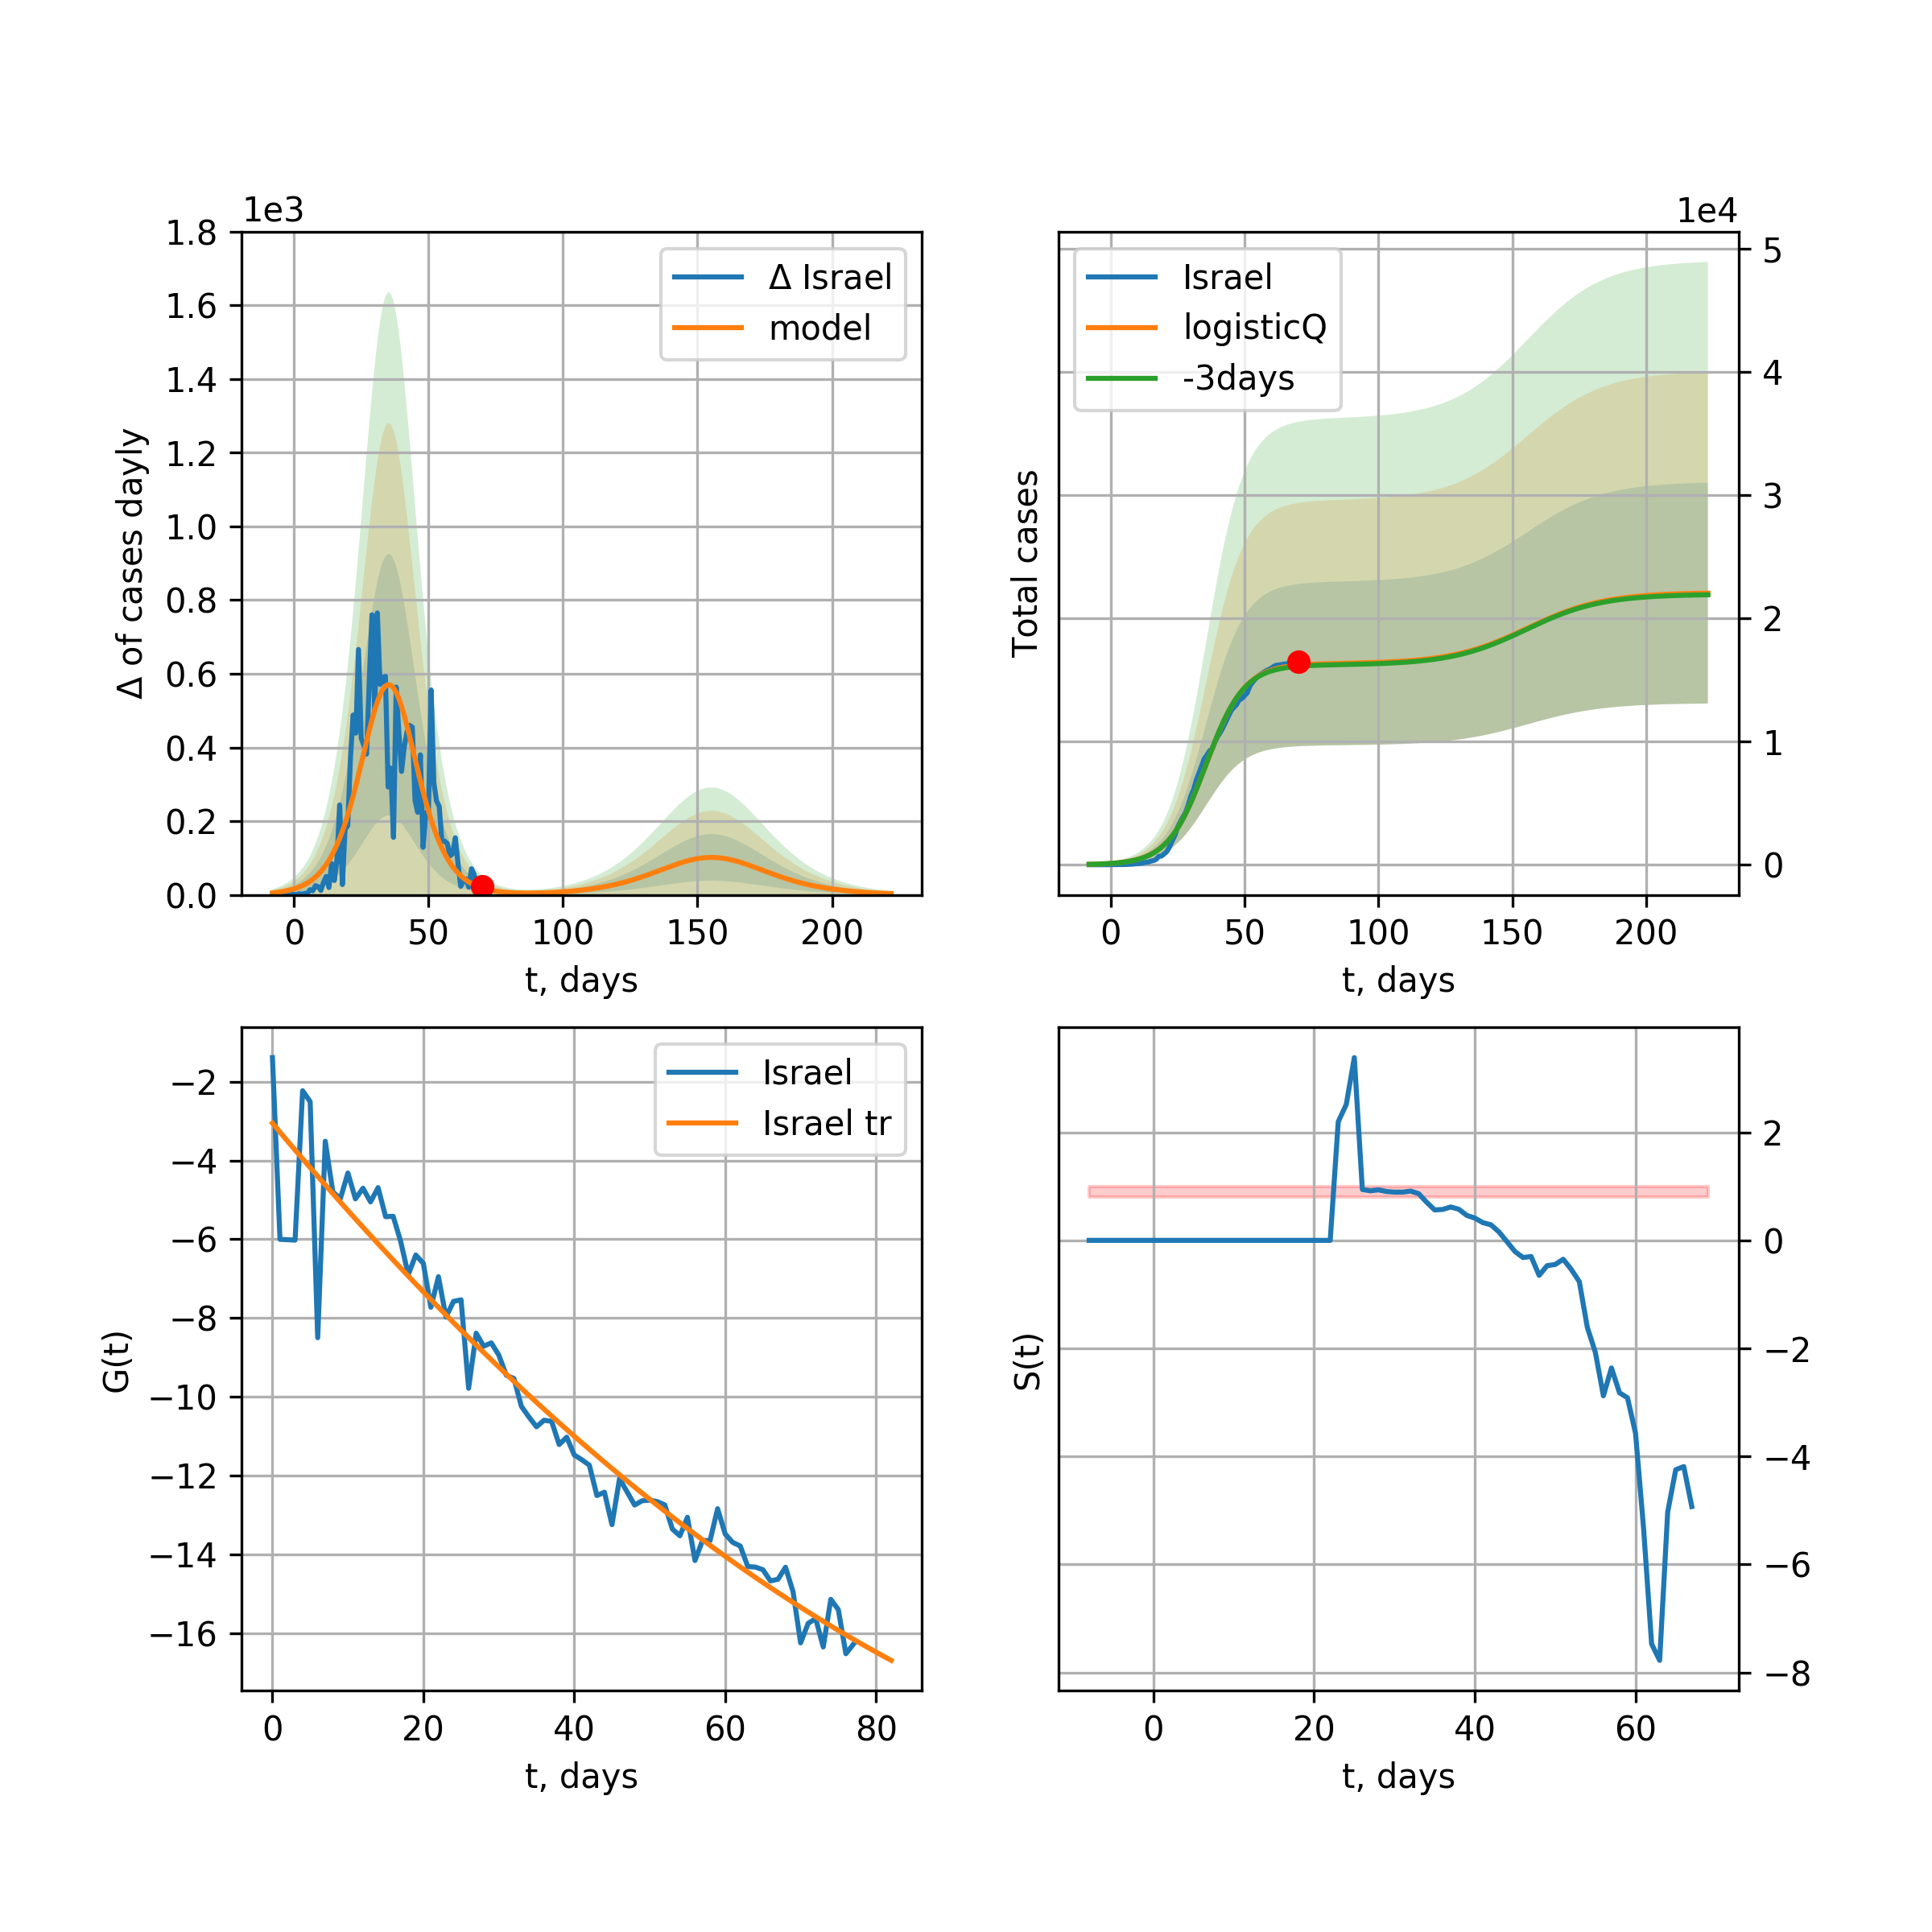 1e3
1.8
1.6
1.4
1.2
1.0
0.8
0.6
0.4
0.2
0.0
Δ of cases dayly
Δ Israel
model
0 50 100 150 200
t, days
1e4
5
4
3
2
1
0
Total cases
Israel
logisticQ
-3days
0 50 100 150 200
t, days
−2
−4
−6
−8
−10
−12
−14
−16
G(t)
Israel
Israel tr
0 20 40 60 80
t, days
2
0
−2
−4
−6
−8
S(t)
0 20 40 60
t, days